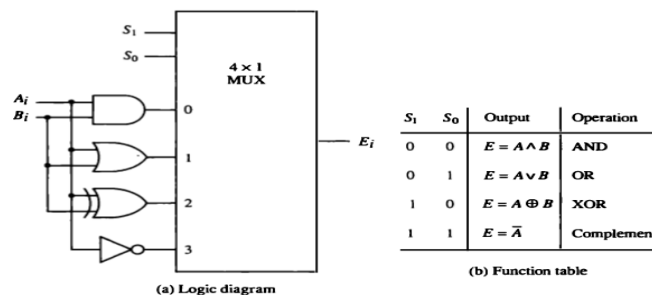 S₁
S₀
4 × 1
MUX
Aᵢ
Bᵢ
0
1
2
3
Eᵢ
(a) Logic diagram
S₁ S₀ Output Operation
0 0 E = A ∧ B AND
0 1 E = A ∨ B OR
1 0 E = A ⊕ B XOR
1 1 E = A̅ Complemen
(b) Function table